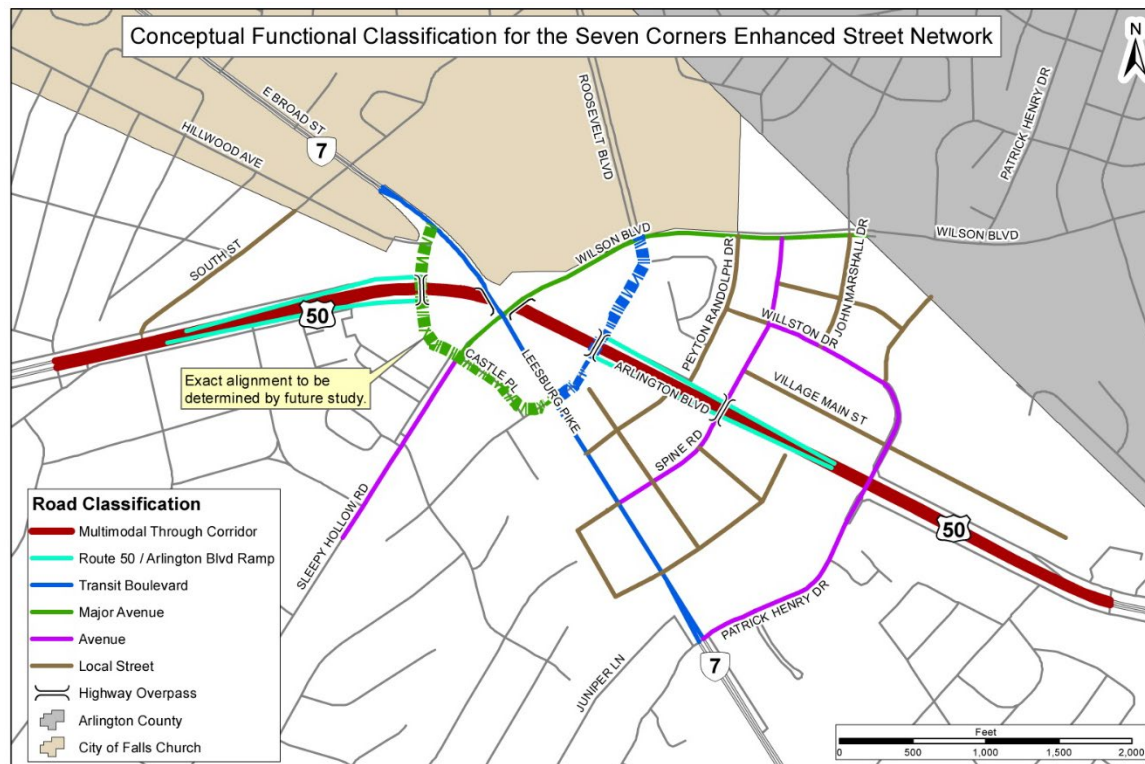 Conceptual Functional Classification for the Seven Corners Enhanced Street Network
N
E BROAD ST
7
HILLWOOD AVE
ROOSEVELT BLVD
PATRICK HENRY DR
SOUTH ST
WILSON BLVD
WILSON BLVD
JOHN MARSHALL DR
PEYTON RANDOLPH DR
50
WILLSTON DR
CASTLE PL
LEESBURG PIKE
ARLINGTON BLVD
VILLAGE MAIN ST
Exact alignment to be
determined by future study.
SPINE RD
SLEEPY HOLLOW RD
50
PATRICK HENRY DR
JUNIPER LN
7
Road Classification
Multimodal Through Corridor
Route 50 / Arlington Blvd Ramp
Transit Boulevard
Major Avenue
Avenue
Local Street
Highway Overpass
Arlington County
City of Falls Church
Feet
0 500 1,000 1,500 2,000